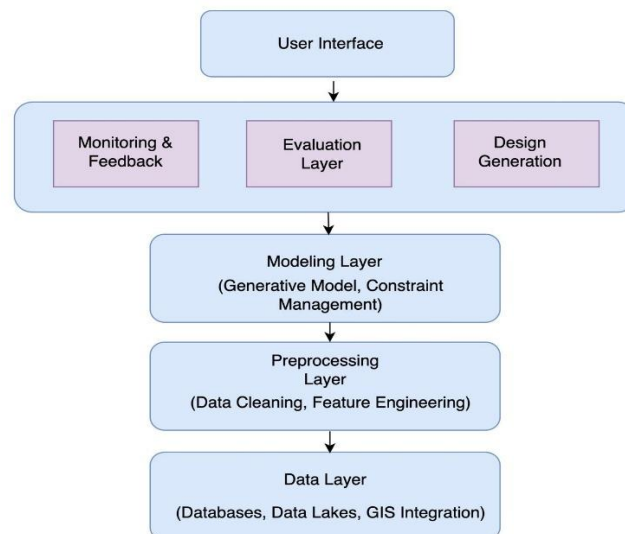 User Interface
Monitoring &
Feedback
Evaluation
Layer
Design
Generation
Modeling Layer
(Generative Model, Constraint
Management)
Preprocessing
Layer
(Data Cleaning, Feature Engineering)
Data Layer
(Databases, Data Lakes, GIS Integration)